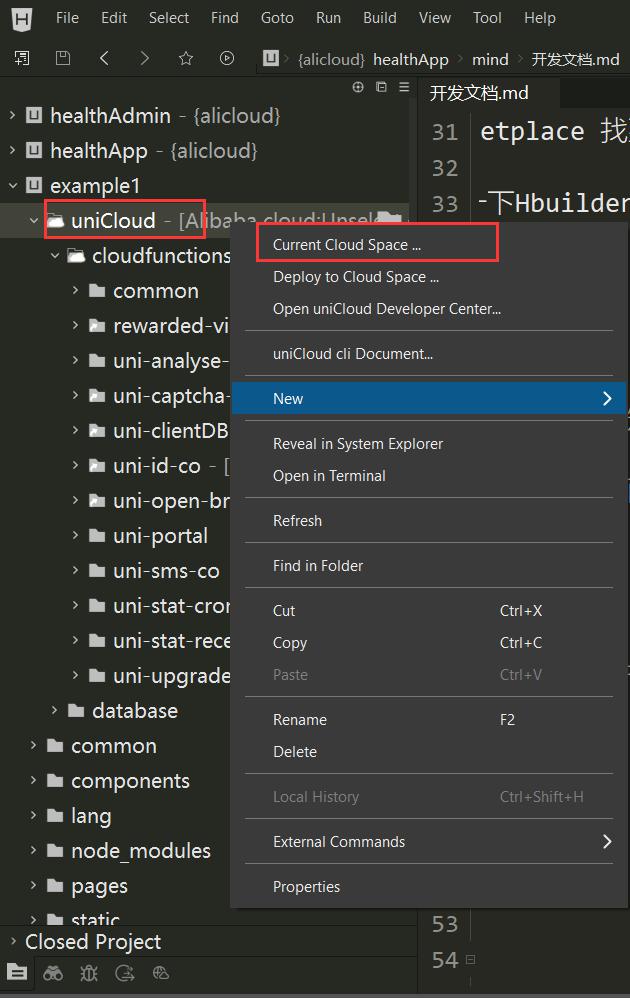 H File Edit Select Find Goto Run Build View Tool Help
U {alicloud} healthApp mind 开发文档.md
开发文档.md
healthAdmin - {alicloud}
healthApp - {alicloud}
example1
uniCloud - [Alibaba cloud:Unsele
cloudfunctions
common
rewarded-vi
uni-analyse-
uni-captcha-
uni-clientDB
uni-id-co - [
uni-open-br
uni-portal
uni-sms-co
uni-stat-cron
uni-stat-rece
uni-upgrade
database
common
components
lang
node_modules
pages
static
Closed Project
31 etplace 找
32
33 -下Hbuilder
53
54
Current Cloud Space ...
Deploy to Cloud Space ...
Open uniCloud Developer Center...
uniCloud cli Document...
New
Reveal in System Explorer
Open in Terminal
Refresh
Find in Folder
Cut Ctrl+X
Copy Ctrl+C
Paste Ctrl+V
Rename F2
Delete
Local History Ctrl+Shift+H
External Commands
Properties